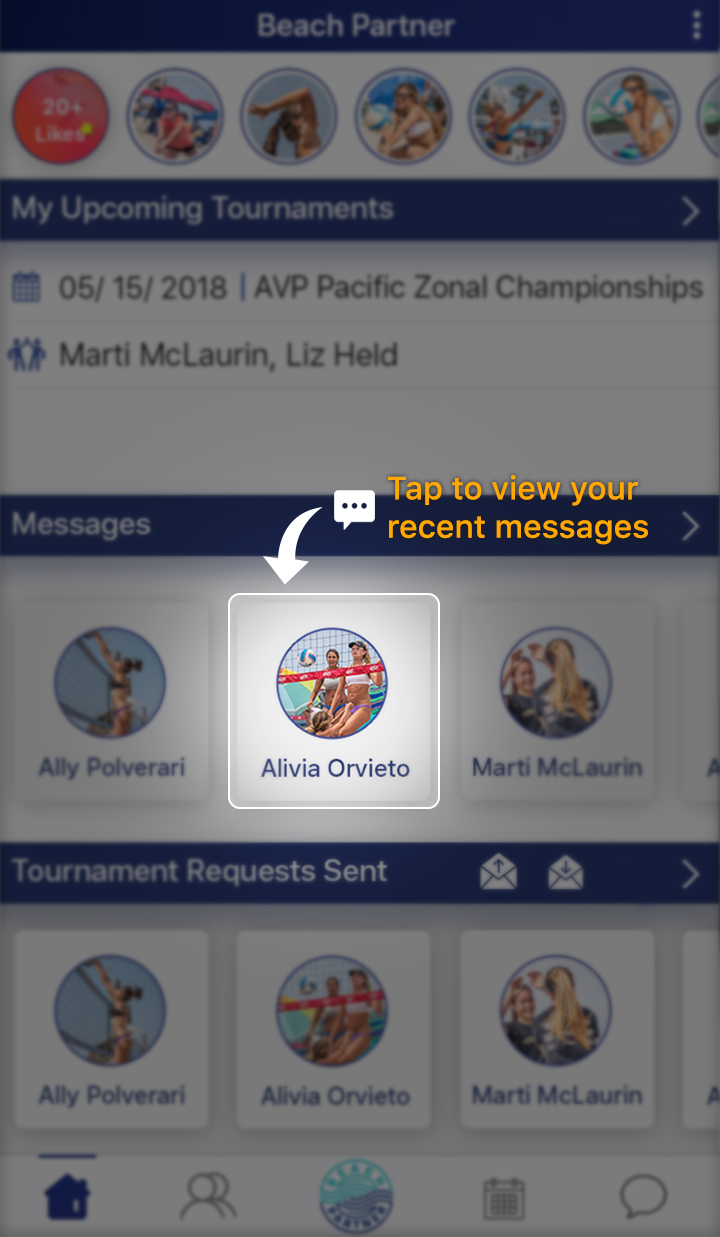 Beach Partner
20+
Likes
My Upcoming Tournaments
05/ 15/ 2018 | AVP Pacific Zonal Championships
Marti McLaurin, Liz Held
Tap to view your
recent messages
Messages
Ally Polverari
Alivia Orvieto
Marti McLaurin
A
Tournament Requests Sent
Ally Polverari
Alivia Orvieto
Marti McLaurin
A
BEACH
PARTNER